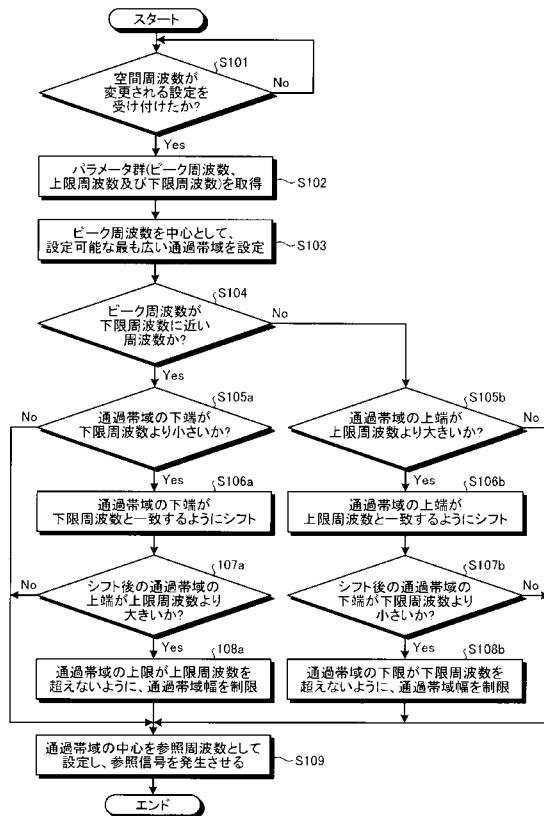 スタート
S101
空間周波数が
変更される設定を
受け付けたか?
No
Yes
パラメータ群(ピーク周波数、
上限周波数及び下限周波数)を取得
S102
ピーク周波数を中心として、
設定可能な最も広い通過帯域を設定
S103
S104
ピーク周波数が
下限周波数に近い
周波数か?
No
Yes
S105a
No
通過帯域の下端が
下限周波数より小さいか?
Yes
S105b
通過帯域の上端が
上限周波数より大きいか?
No
Yes
S106a
通過帯域の下端が
下限周波数と一致するようにシフト
S106b
通過帯域の上端が
上限周波数と一致するようにシフト
107a
No
シフト後の通過帯域の
上端が上限周波数より
大きいか?
Yes
S107b
シフト後の通過帯域の
下端が下限周波数より
小さいか?
No
Yes
108a
通過帯域の上限が上限周波数を
超えないように、通過帯域幅を制限
S108b
通過帯域の下限が下限周波数を
超えないように、通過帯域幅を制限
通過帯域の中心を参照周波数として
設定し、参照信号を発生させる
S109
エンド